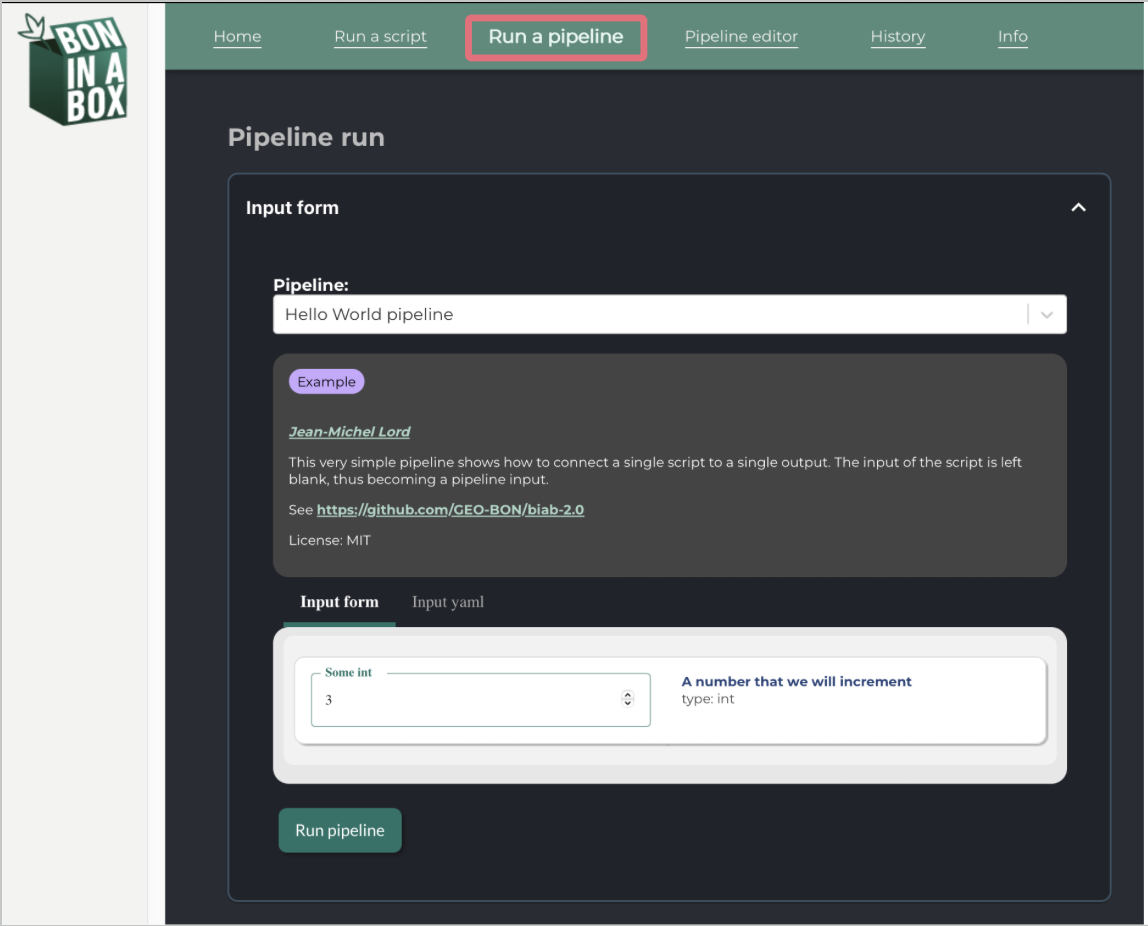 BON
IN A
BOX
Home
Run a script
Run a pipeline
Pipeline editor
History
Info
Pipeline run
Input form
Pipeline:
Hello World pipeline
Example
Jean-Michel Lord
This very simple pipeline shows how to connect a single script to a single output. The input of the script is left
blank, thus becoming a pipeline input.
See https://github.com/GEO-BON/biab-2.0
License: MIT
Input form
Input yaml
Some int
3
A number that we will increment
type: int
Run pipeline